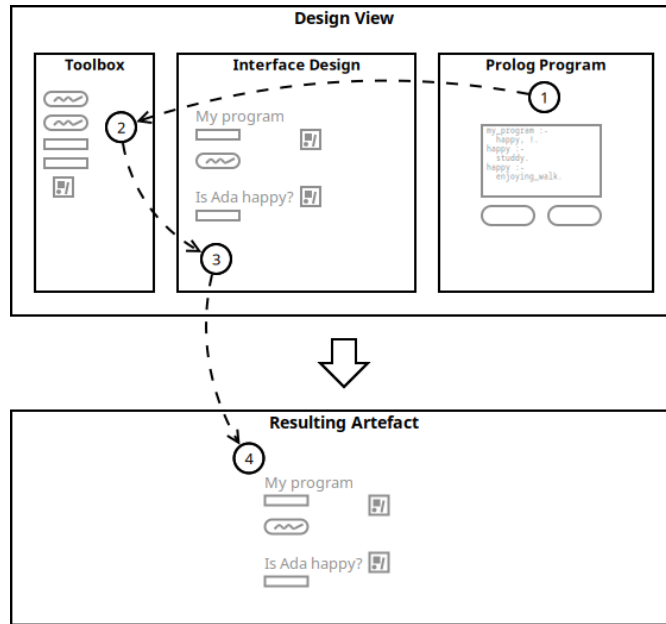 Design View
Toolbox
Interface Design
Prolog Program
1
2
My program
my_program :-
happy, !.
happy :-
studdy.
happy :-
enjoying_walk.
Is Ada happy?
3
Resulting Artefact
4
My program
Is Ada happy?